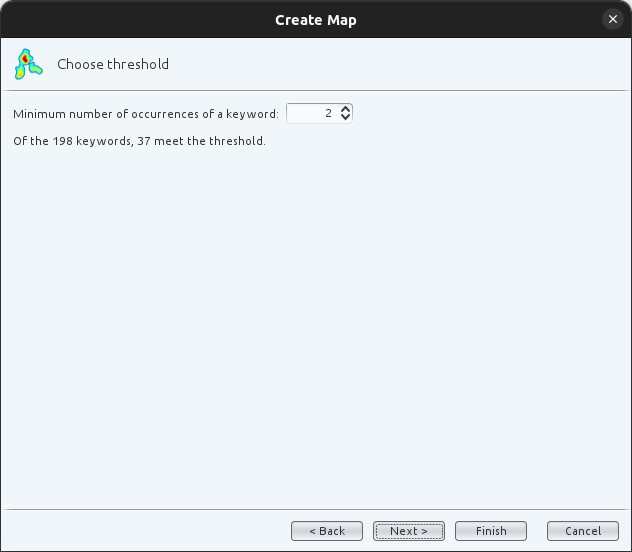 Create Map
Choose threshold
Minimum number of occurrences of a keyword: 2
Of the 198 keywords, 37 meet the threshold.
< Back Next > Finish Cancel